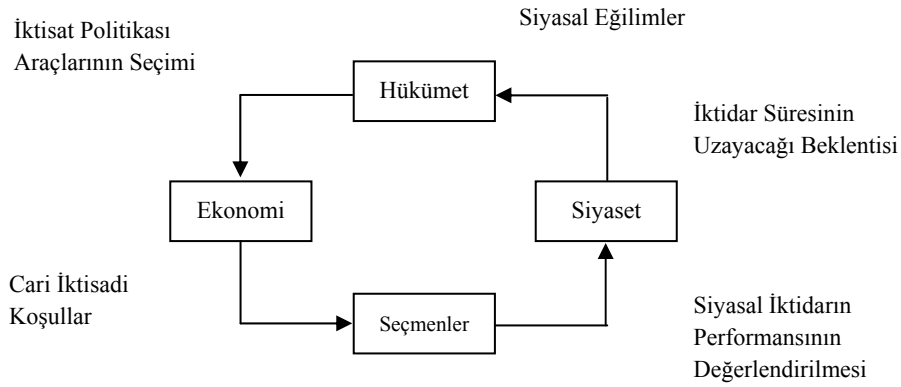 Siyasal Eğilimler
İktisat Politikası
Araçlarının Seçimi
Hükümet
İktidar Süresinin
Uzayacağı Beklentisi
Ekonomi
Siyaset
Cari İktisadi
Koşullar
Seçmenler
Siyasal İktidarın
Performansının
Değerlendirilmesi